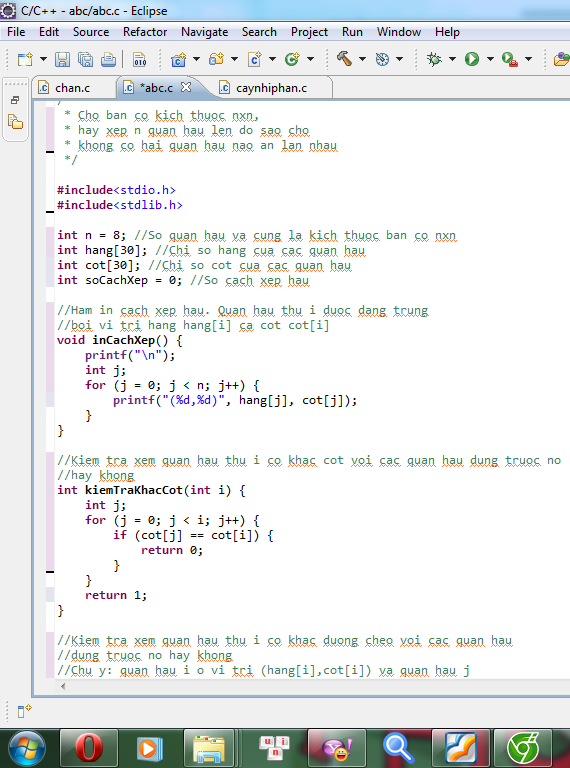 C/C++ - abc/abc.c - Eclipse
File Edit Source Refactor Navigate Search Project Run Window Help
010
chan.c *abc.c caynhiphan.c
* Cho ban co kich thuoc nxn,
* hay xep n quan hau len do sao cho
* khong co hai quan hau nao an lan nhau
*/
#include<stdio.h>
#include<stdlib.h>
int n = 8; //So quan hau va cung la kich thuoc ban co nxn
int hang[30]; //Chi so hang cua cac quan hau
int cot[30]; //Chi so cot cua cac quan hau
int soCachXep = 0; //So cach xep hau
//Ham in cach xep hau. Quan hau thu i duoc dang trung
//boi vi tri hang hang[i] ca cot cot[i]
void inCachXep() {
printf("\n");
int j;
for (j = 0; j < n; j++) {
printf("(%d,%d)", hang[j], cot[j]);
}
}
//Kiem tra xem quan hau thu i co khac cot voi cac quan hau dung truoc no
//hay khong
int kiemTraKhacCot(int i) {
int j;
for (j = 0; j < i; j++) {
if (cot[j] == cot[i]) {
return 0;
}
}
return 1;
}
//Kiem tra xem quan hau thu i co khac duong cheo voi cac quan hau
//dung truoc no hay khong
//Chu y: quan hau i o vi tri (hang[i],cot[i]) va quan hau j
u i
n